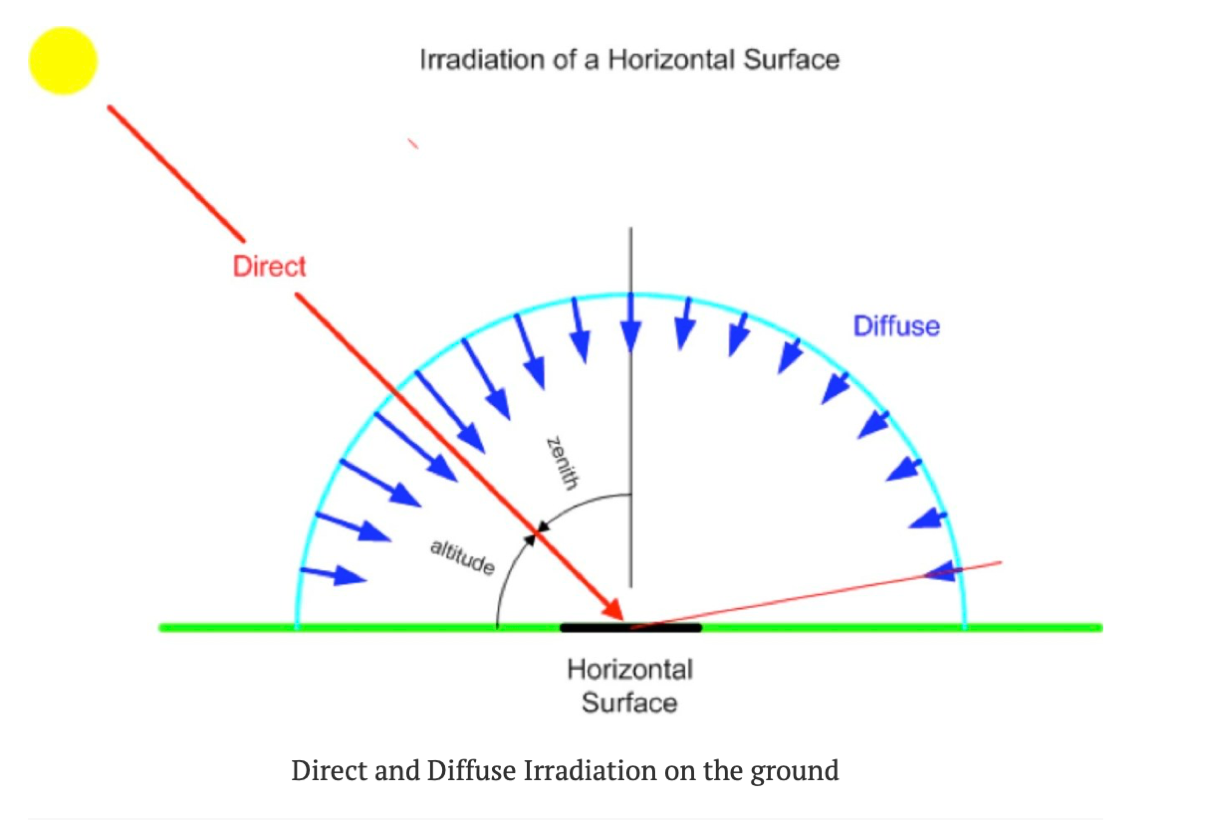 Irradiation of a Horizontal Surface
Direct
Diffuse
zenith
altitude
Horizontal
Surface
Direct and Diffuse Irradiation on the ground